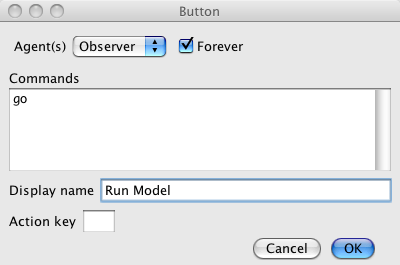 Button
Agent(s) Observer Forever
Commands
go
Display name Run Model
Action key
Cancel OK